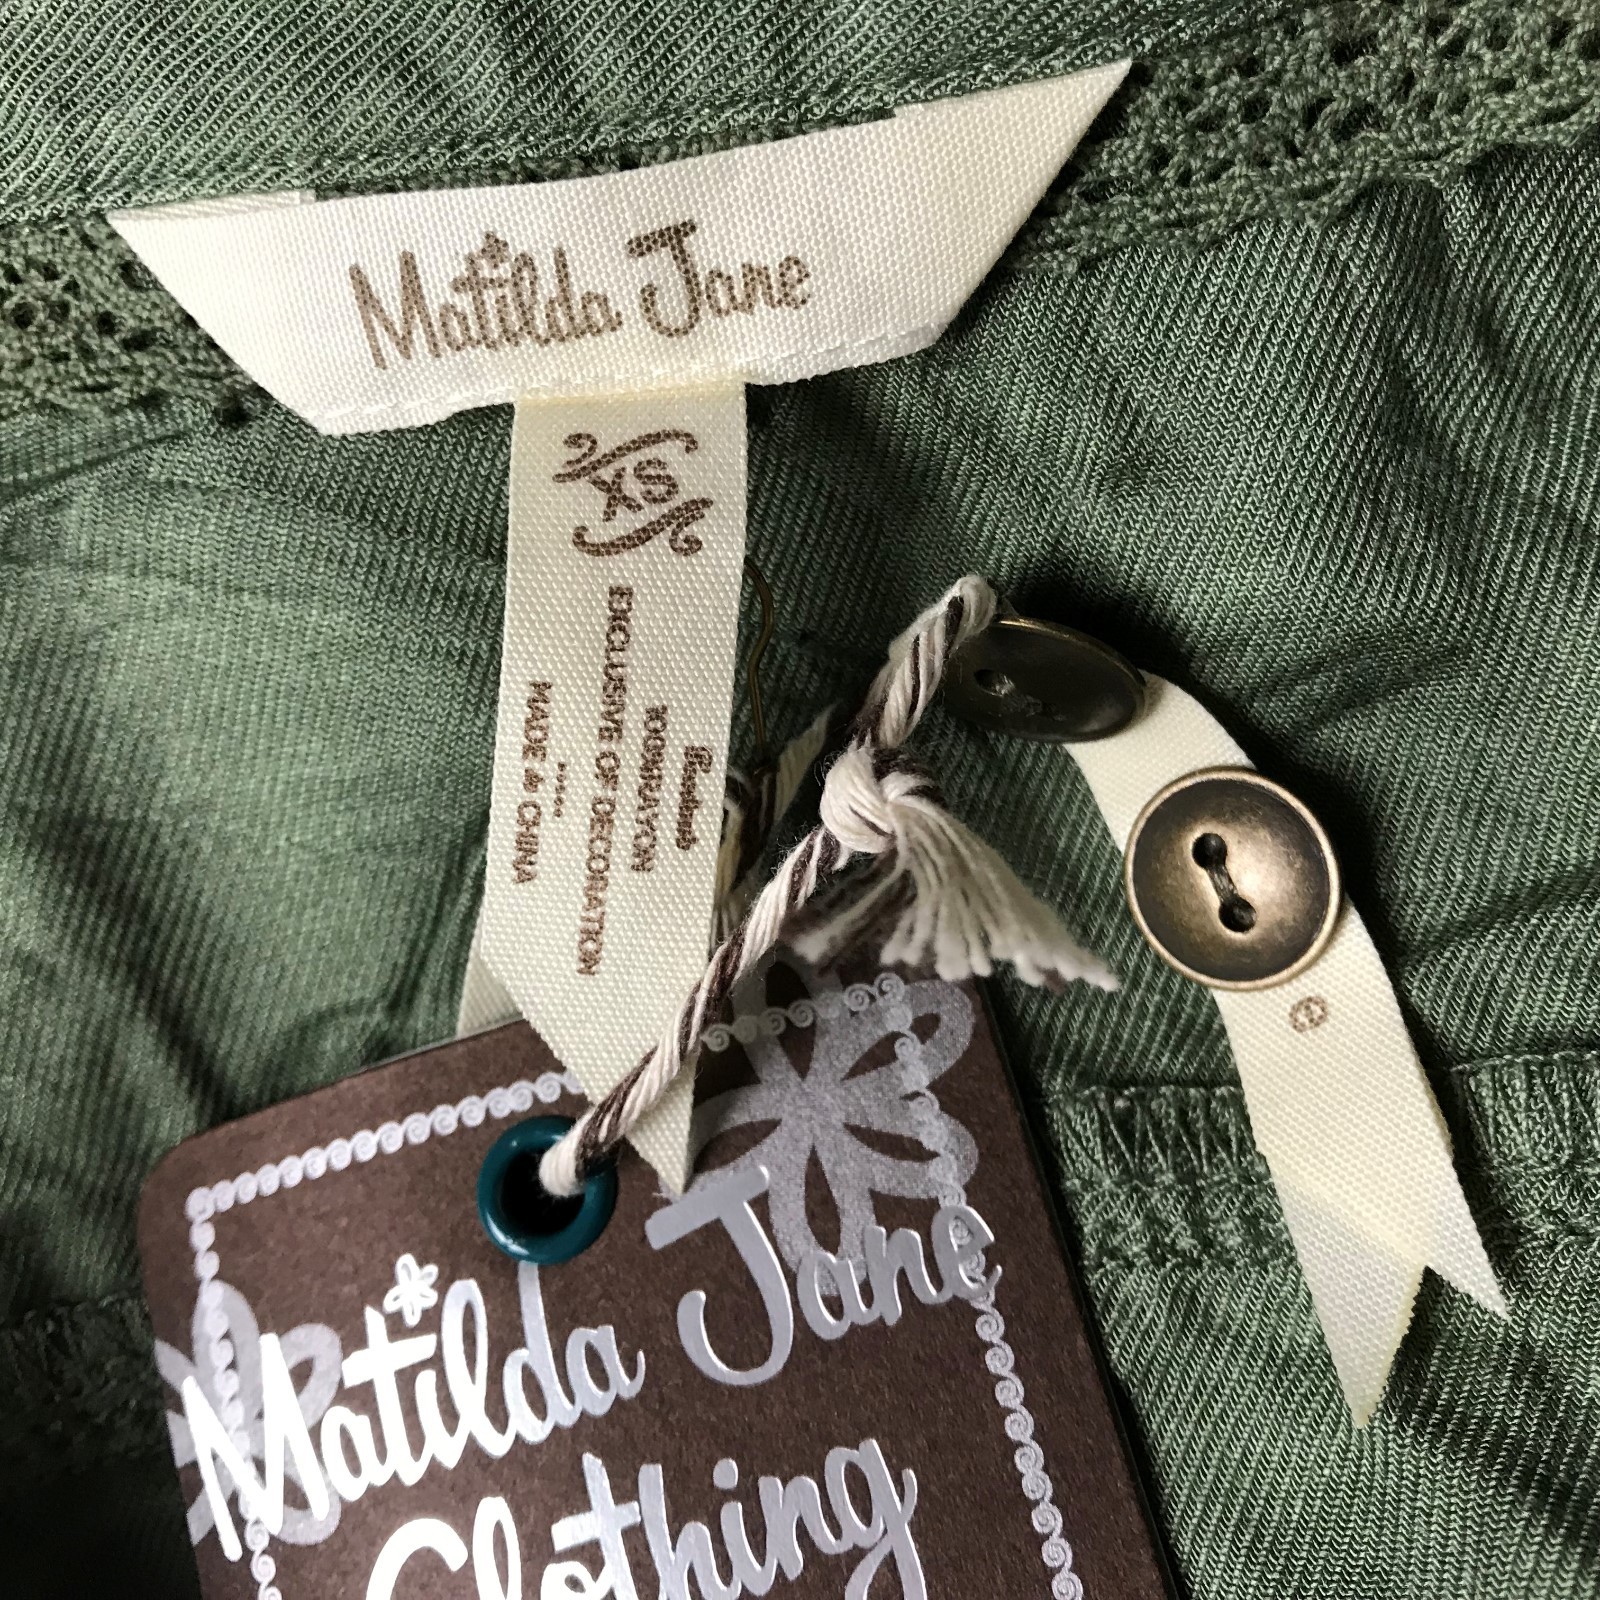 Matilda Jane
XS
100%RAYON
EXCLUSIVE OF DECORATION
MADE in CHINA
Matilda Jane
Clothing